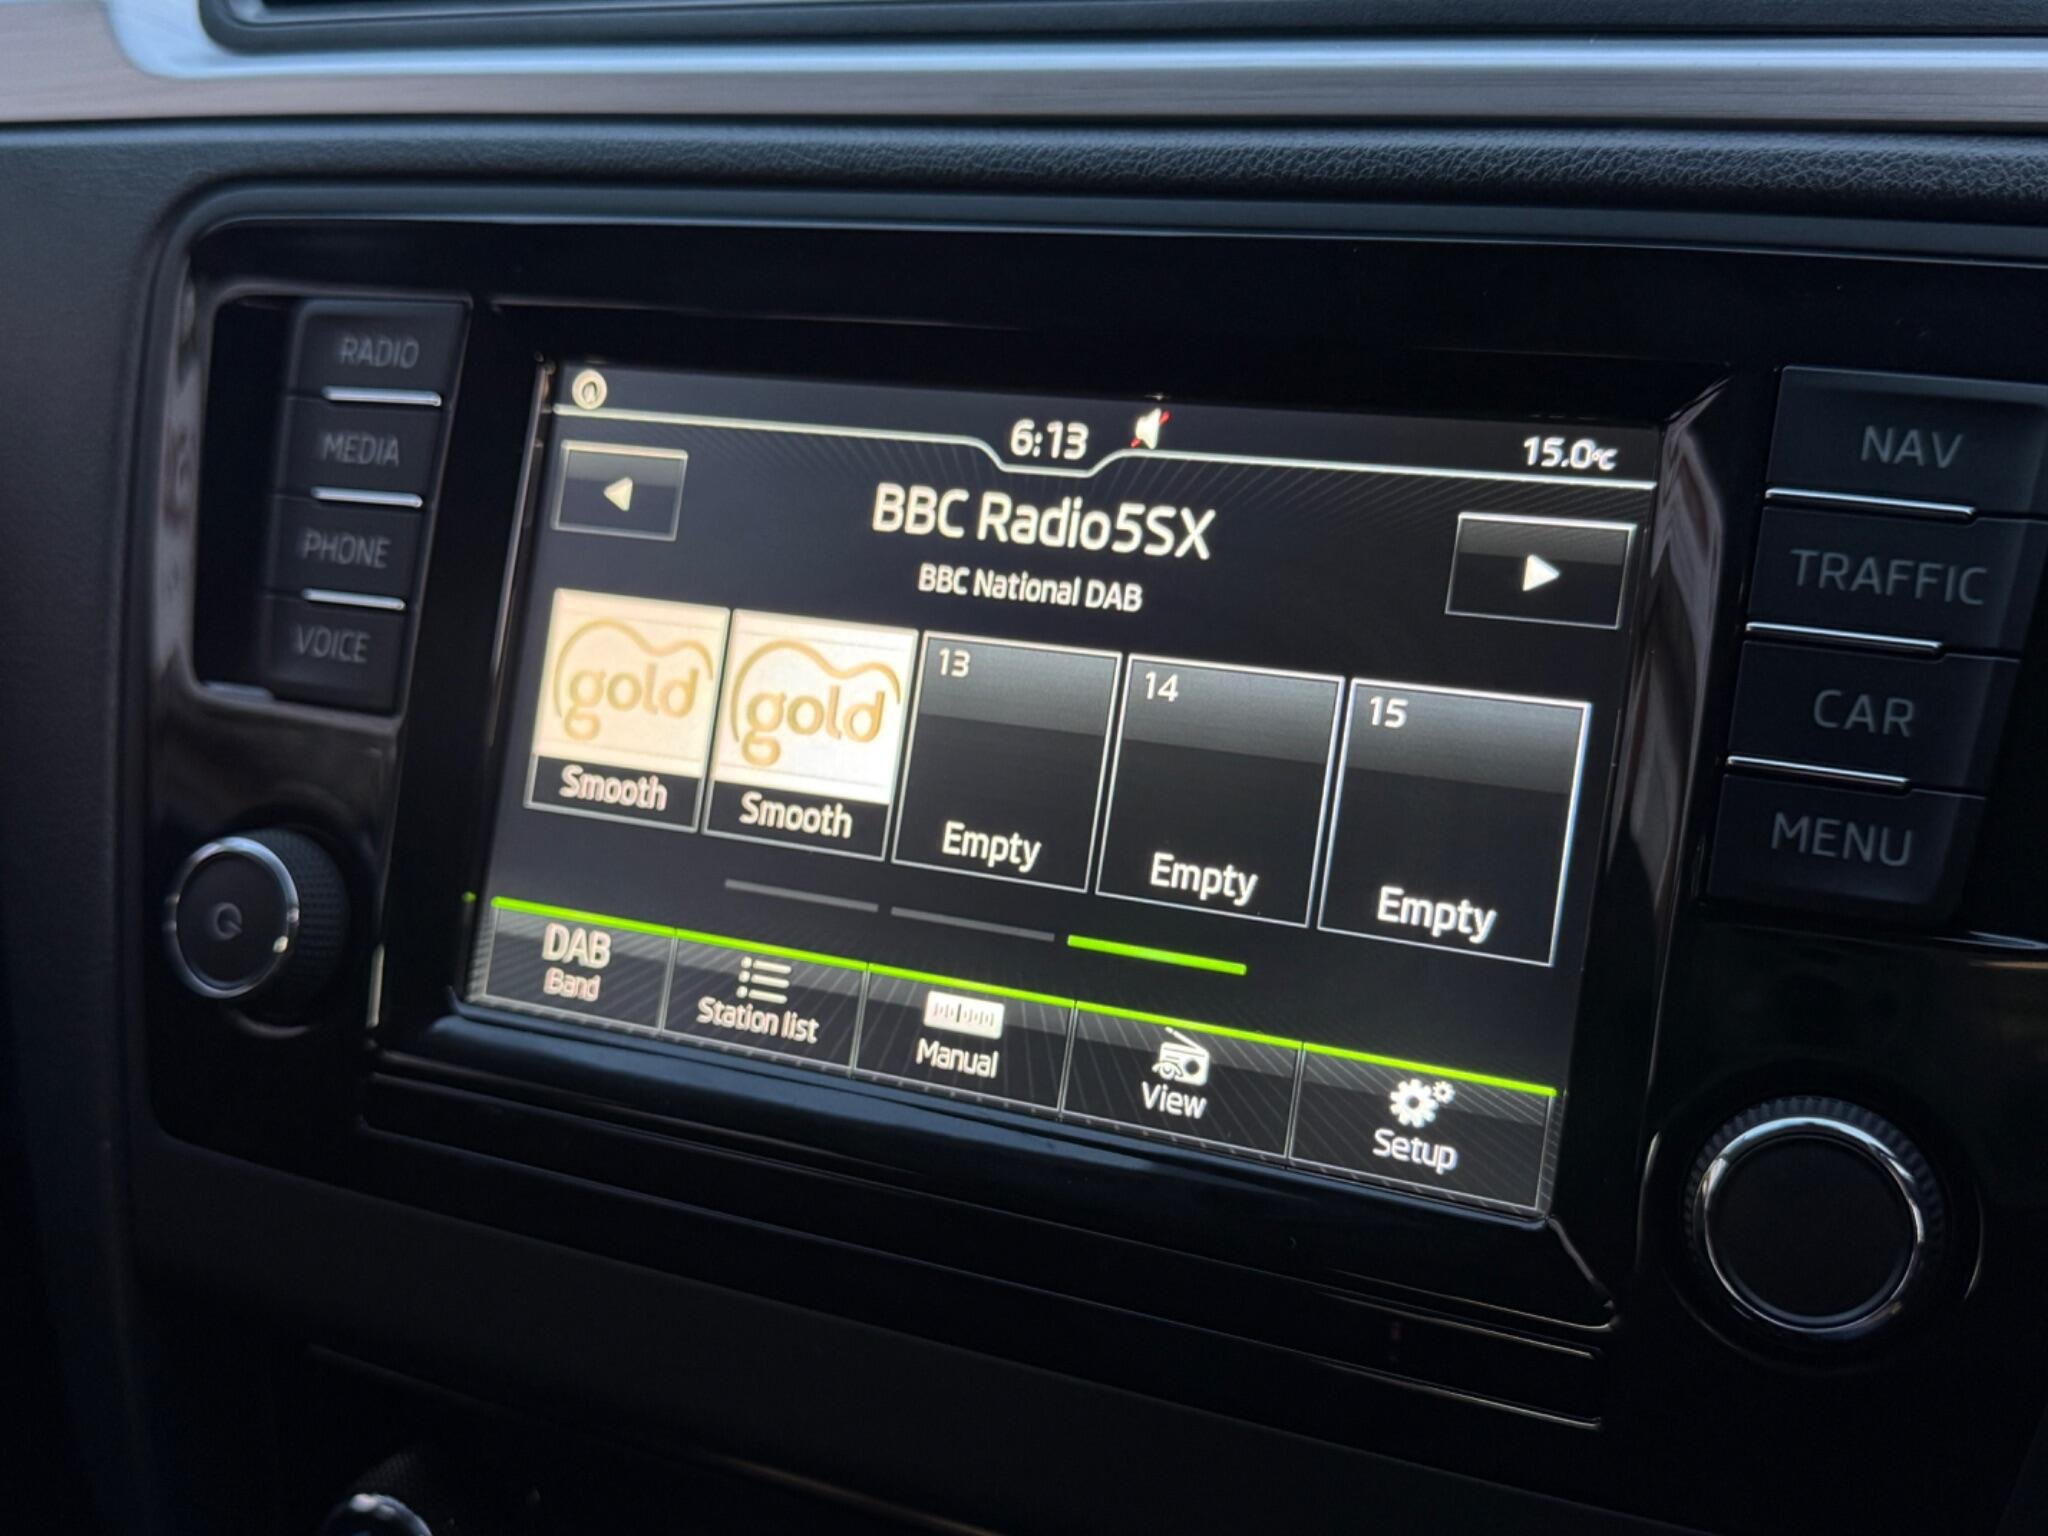 RADIO
MEDIA
PHONE
VOICE
6:13
15.0°C
BBC Radio5SX
BBC National DAB
gold
Smooth
gold
Smooth
13
Empty
14
Empty
15
Empty
DAB
Band
Station list
Manual
View
Setup
NAV
TRAFFIC
CAR
MENU